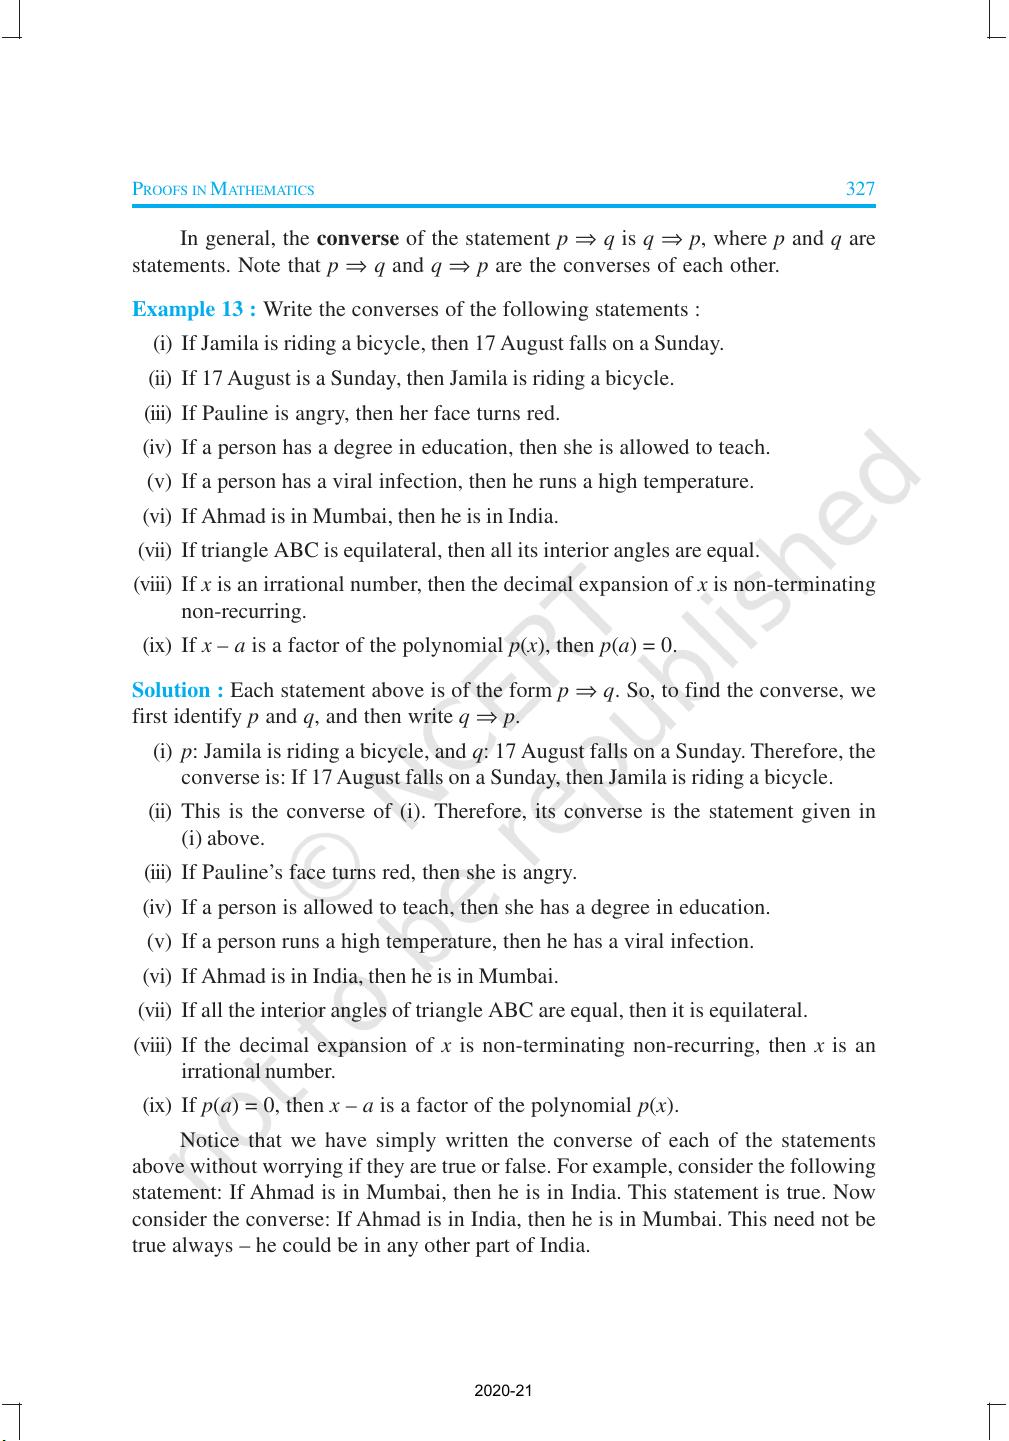 PROOFS IN MATHEMATICS 327
In general, the converse of the statement p ⇒ q is q ⇒ p, where p and q are
statements. Note that p ⇒ q and q ⇒ p are the converses of each other.
Example 13 : Write the converses of the following statements :
(i) If Jamila is riding a bicycle, then 17 August falls on a Sunday.
(ii) If 17 August is a Sunday, then Jamila is riding a bicycle.
(iii) If Pauline is angry, then her face turns red.
(iv) If a person has a degree in education, then she is allowed to teach.
(v) If a person has a viral infection, then he runs a high temperature.
(vi) If Ahmad is in Mumbai, then he is in India.
(vii) If triangle ABC is equilateral, then all its interior angles are equal.
(viii) If x is an irrational number, then the decimal expansion of x is non-terminating
non-recurring.
(ix) If x – a is a factor of the polynomial p(x), then p(a) = 0.
Solution : Each statement above is of the form p ⇒ q. So, to find the converse, we
first identify p and q, and then write q ⇒ p.
(i) p: Jamila is riding a bicycle, and q: 17 August falls on a Sunday. Therefore, the
converse is: If 17 August falls on a Sunday, then Jamila is riding a bicycle.
(ii) This is the converse of (i). Therefore, its converse is the statement given in
(i) above.
(iii) If Pauline’s face turns red, then she is angry.
(iv) If a person is allowed to teach, then she has a degree in education.
(v) If a person runs a high temperature, then he has a viral infection.
(vi) If Ahmad is in India, then he is in Mumbai.
(vii) If all the interior angles of triangle ABC are equal, then it is equilateral.
(viii) If the decimal expansion of x is non-terminating non-recurring, then x is an
irrational number.
(ix) If p(a) = 0, then x – a is a factor of the polynomial p(x).
Notice that we have simply written the converse of each of the statements
above without worrying if they are true or false. For example, consider the following
statement: If Ahmad is in Mumbai, then he is in India. This statement is true. Now
consider the converse: If Ahmad is in India, then he is in Mumbai. This need not be
true always – he could be in any other part of India.
© NCERT
not to be republished
2020-21